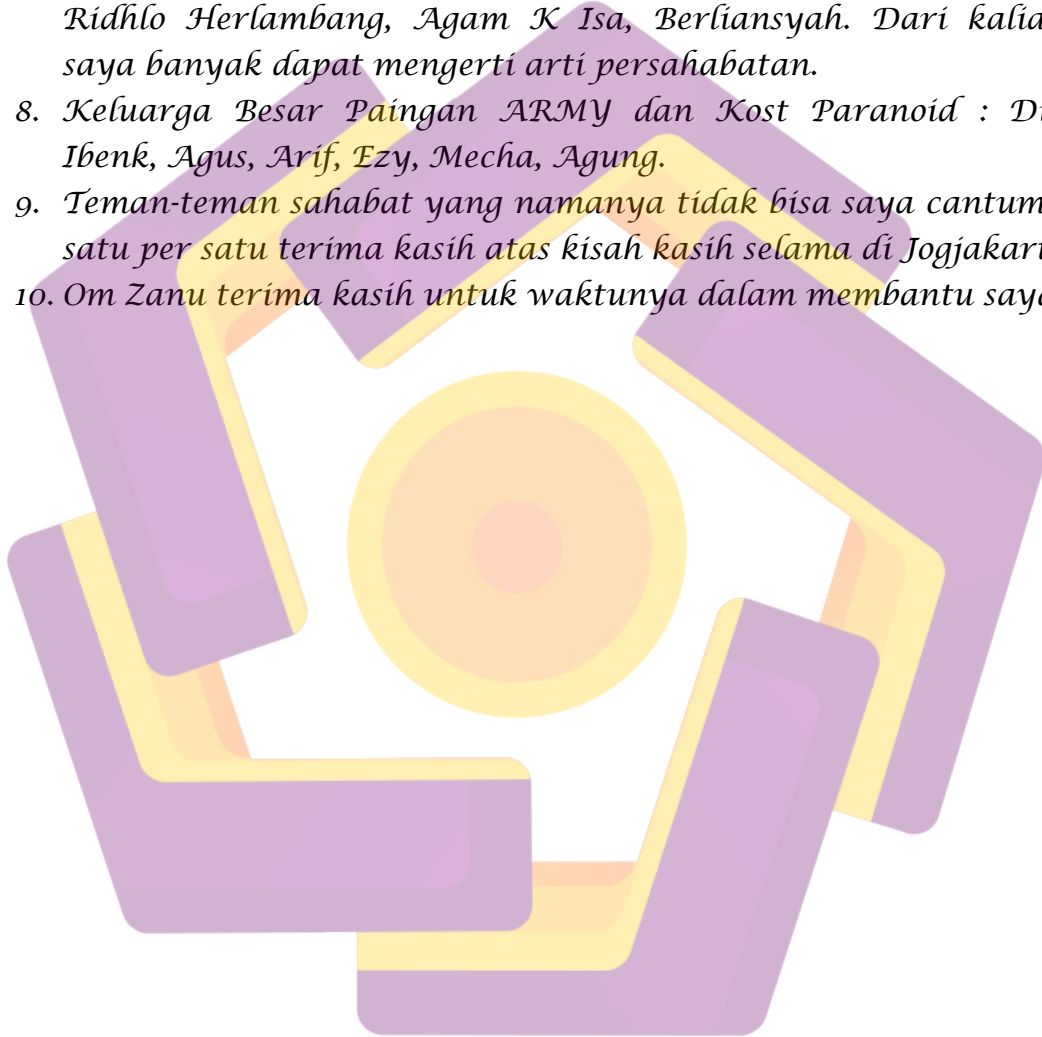 Ridhlo Herlambang, Agam K Isa, Berliansyah. Dari kalia
saya banyak dapat mengerti arti persahabatan.
8. Keluarga Besar Paingan ARMY dan Kost Paranoid : Di
Ibenk, Agus, Arif, Ezy, Mecha, Agung.
9. Teman-teman sahabat yang namanya tidak bisa saya cantum
satu per satu terima kasih atas kisah kasih selama di Jogjakart
10. Om Zanu terima kasih untuk waktunya dalam membantu saya